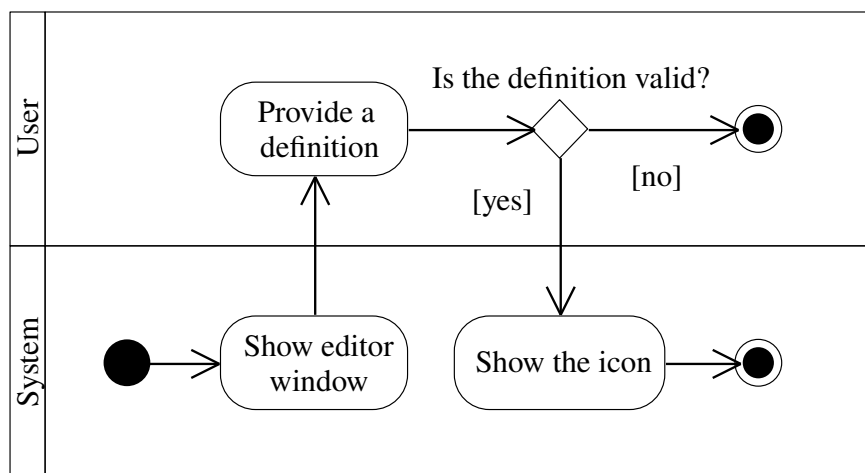 User
Is the definition valid?
Provide a
definition
[yes]
[no]
System
Show editor
window
Show the icon